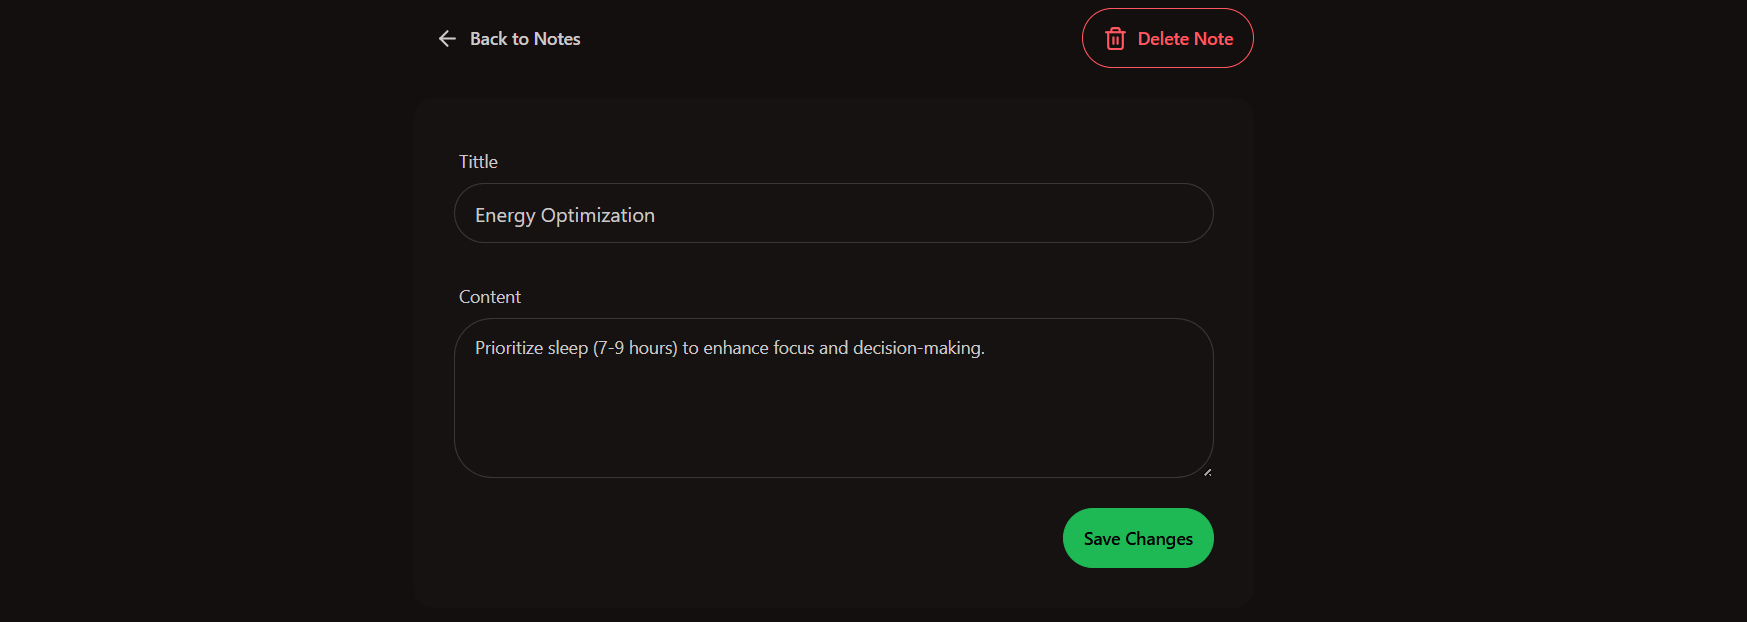 Back to Notes
Delete Note
Tittle
Energy Optimization
Content
Prioritize sleep (7-9 hours) to enhance focus and decision-making.
Save Changes